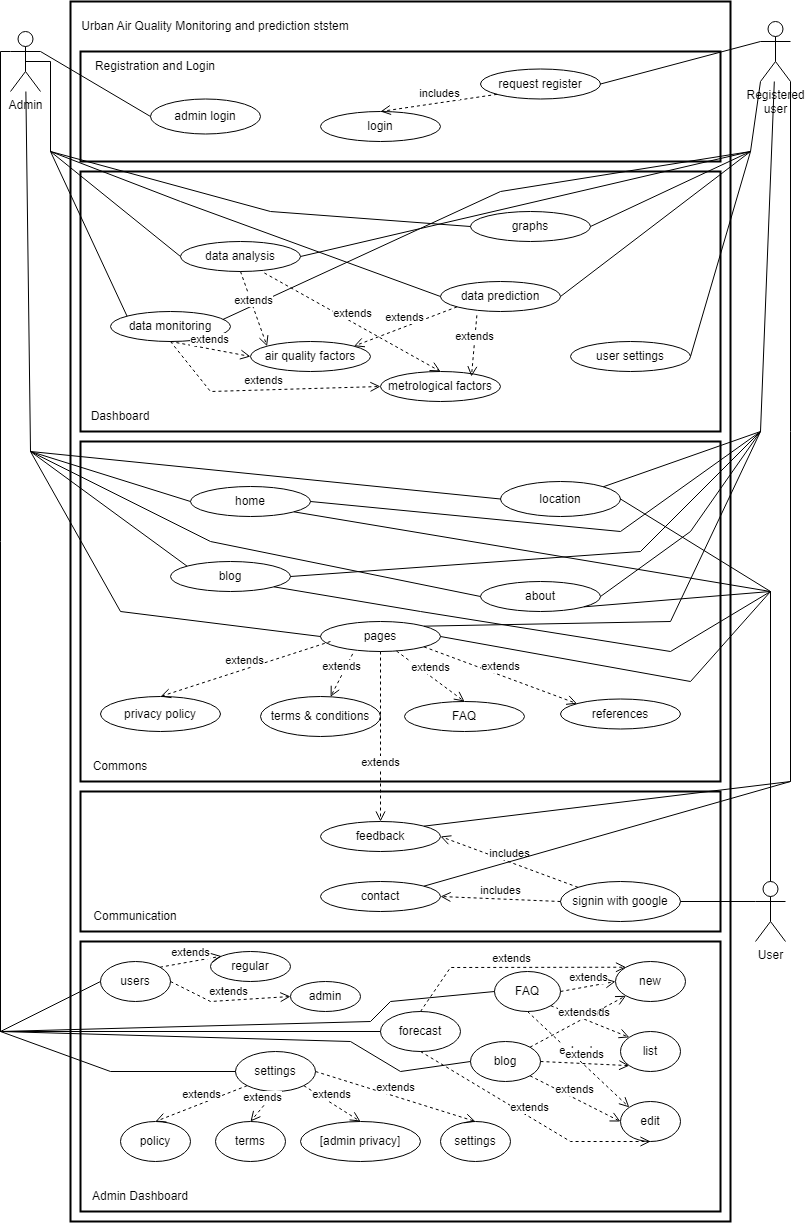 Urban Air Quality Monitoring and prediction ststem
Registration and Login
request register
includes
admin login
login
Admin
Registered
user
graphs
data analysis
extends
data prediction
extends
extends
data monitoring
extends
extends
air quality factors
user settings
extends
metrological factors
Dashboard
home
location
blog
about
pages
extends
extends
extends
extends
privacy policy
terms & conditions
FAQ
references
extends
Commons
feedback
includes
contact
includes
signin with google
Communication
User
users
extends
regular
extends
admin
extends
FAQ
extends
new
extends
forecast
blog
extends
list
settings
extends
extends
extends
extends
extends
extends
edit
policy
terms
[admin privacy]
settings
Admin Dashboard